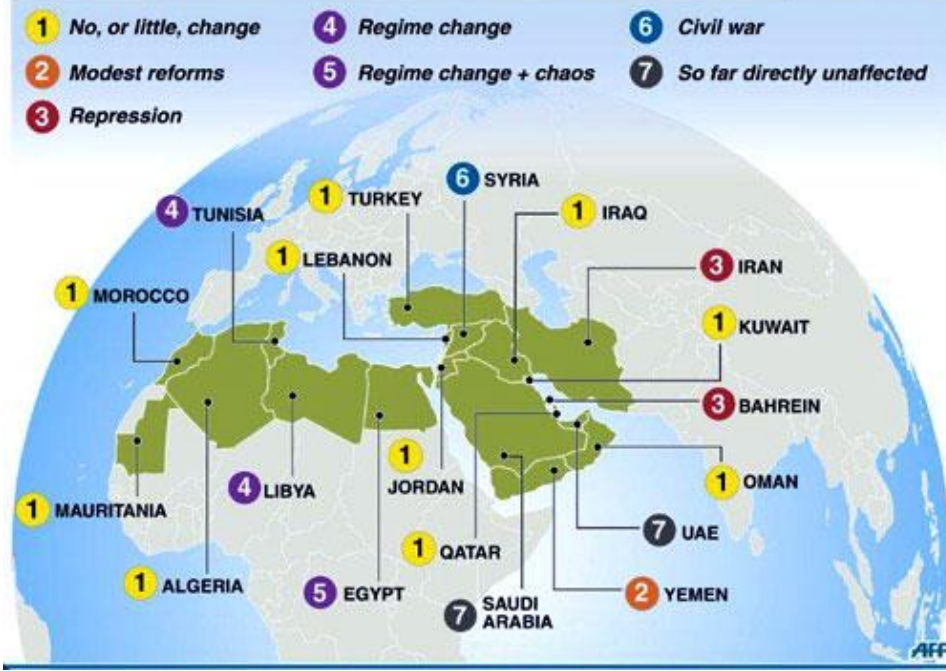 1 No, or little, change
4 Regime change
6 Civil war
2 Modest reforms
5 Regime change + chaos
7 So far directly unaffected
3 Repression
1 TURKEY
6 SYRIA
4 TUNISIA
1 IRAQ
1 LEBANON
3 IRAN
1 MOROCCO
1 KUWAIT
3 BAHREIN
1
JORDAN
4 LIBYA
1 OMAN
1 MAURITANIA
7 UAE
1 QATAR
1 ALGERIA
5 EGYPT
7 SAUDI
ARABIA
2 YEMEN
AFP